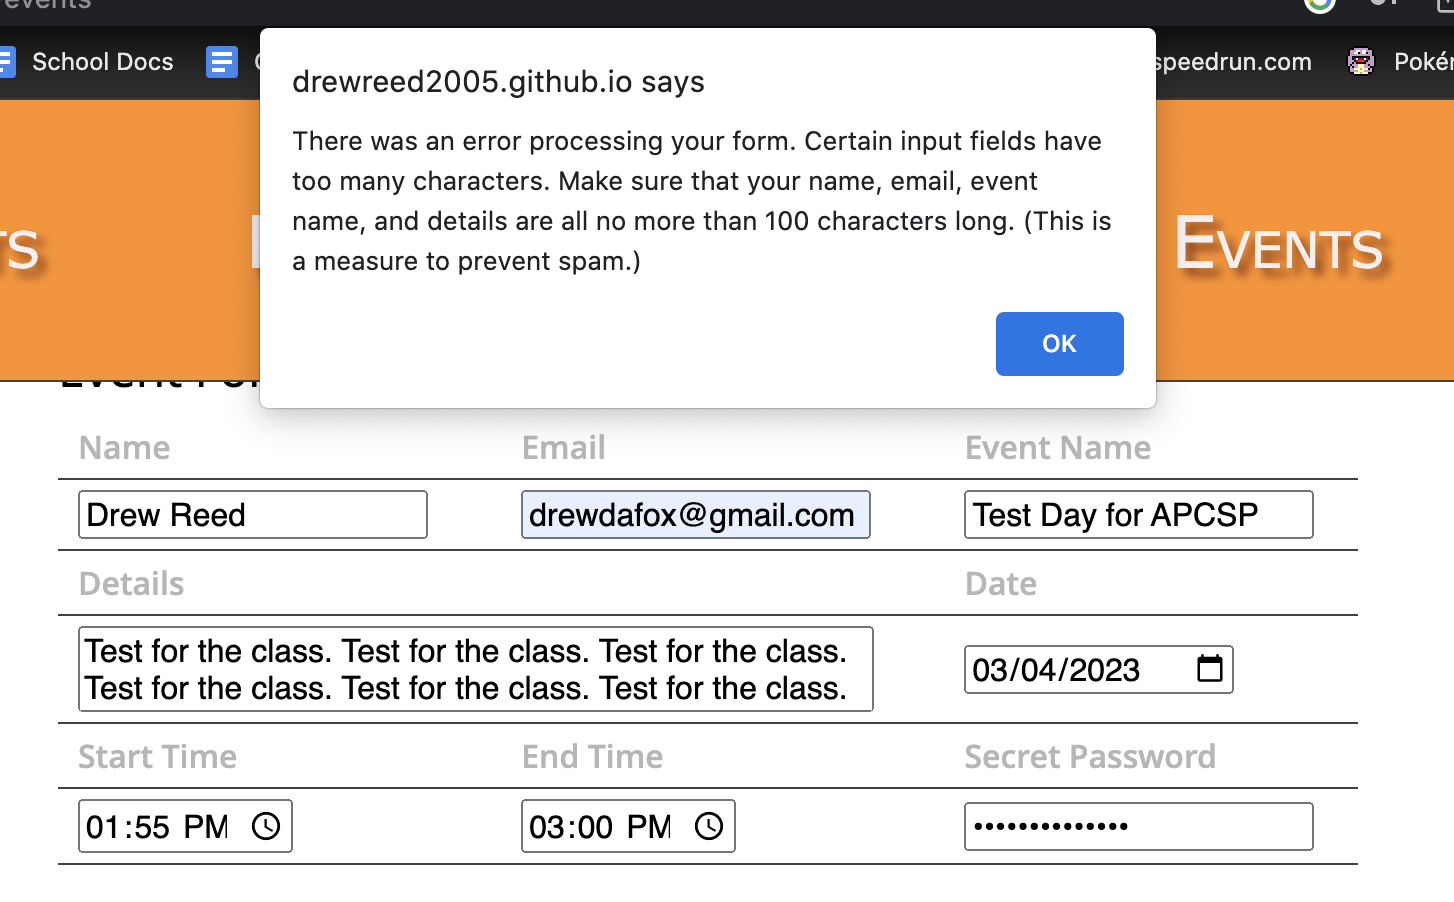 events
School Docs
speedrun.com
drewreed2005.github.io says
There was an error processing your form. Certain input fields have
too many characters. Make sure that your name, email, event
name, and details are all no more than 100 characters long. (This is
a measure to prevent spam.)
OK
TS
EVENTS
Name Email Event Name
Drew Reed drewdafox@gmail.com Test Day for APCSP
Details Date
Test for the class. Test for the class. Test for the class.
Test for the class. Test for the class. Test for the class.
03/04/2023
Start Time End Time Secret Password
01:55 PM 03:00 PM ••••••••••••••